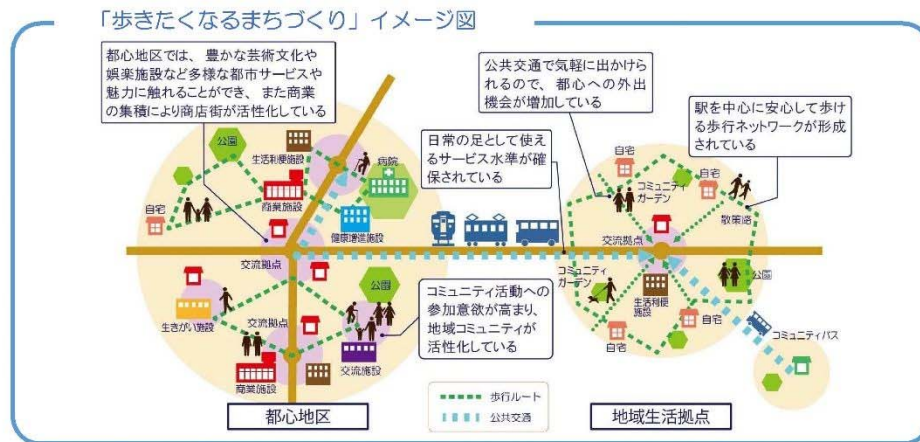 「歩きたくなるまちづくり」イメージ図
都心地区では、豊かな芸術文化や
娯楽施設など多様な都市サービスや
魅力に触れることができ、また商業
の集積により商店街が活性化している
公共交通で気軽に出かけ
られるので、都心への外出
機会が増加している
駅を中心に安心して歩け
る歩行ネットワークが形成
されている
日常の足として使え
るサービス水準が確
保されている
公園
生活利便施設
病院
自宅
商業施設
健康増進施設
交流拠点
生きがい施設
交流拠点
公園
商業施設
交流施設
コミュニティ活動への
参加意欲が高まり、
地域コミュニティが
活性化している
自宅
自宅
コミュニティ
ガーデン
散策路
交流拠点
コミュニティ
ガーデン
公園
生活利便
施設
自宅
自宅
コミュニティバス
都心地区
歩行ルート
公共交通
地域生活拠点